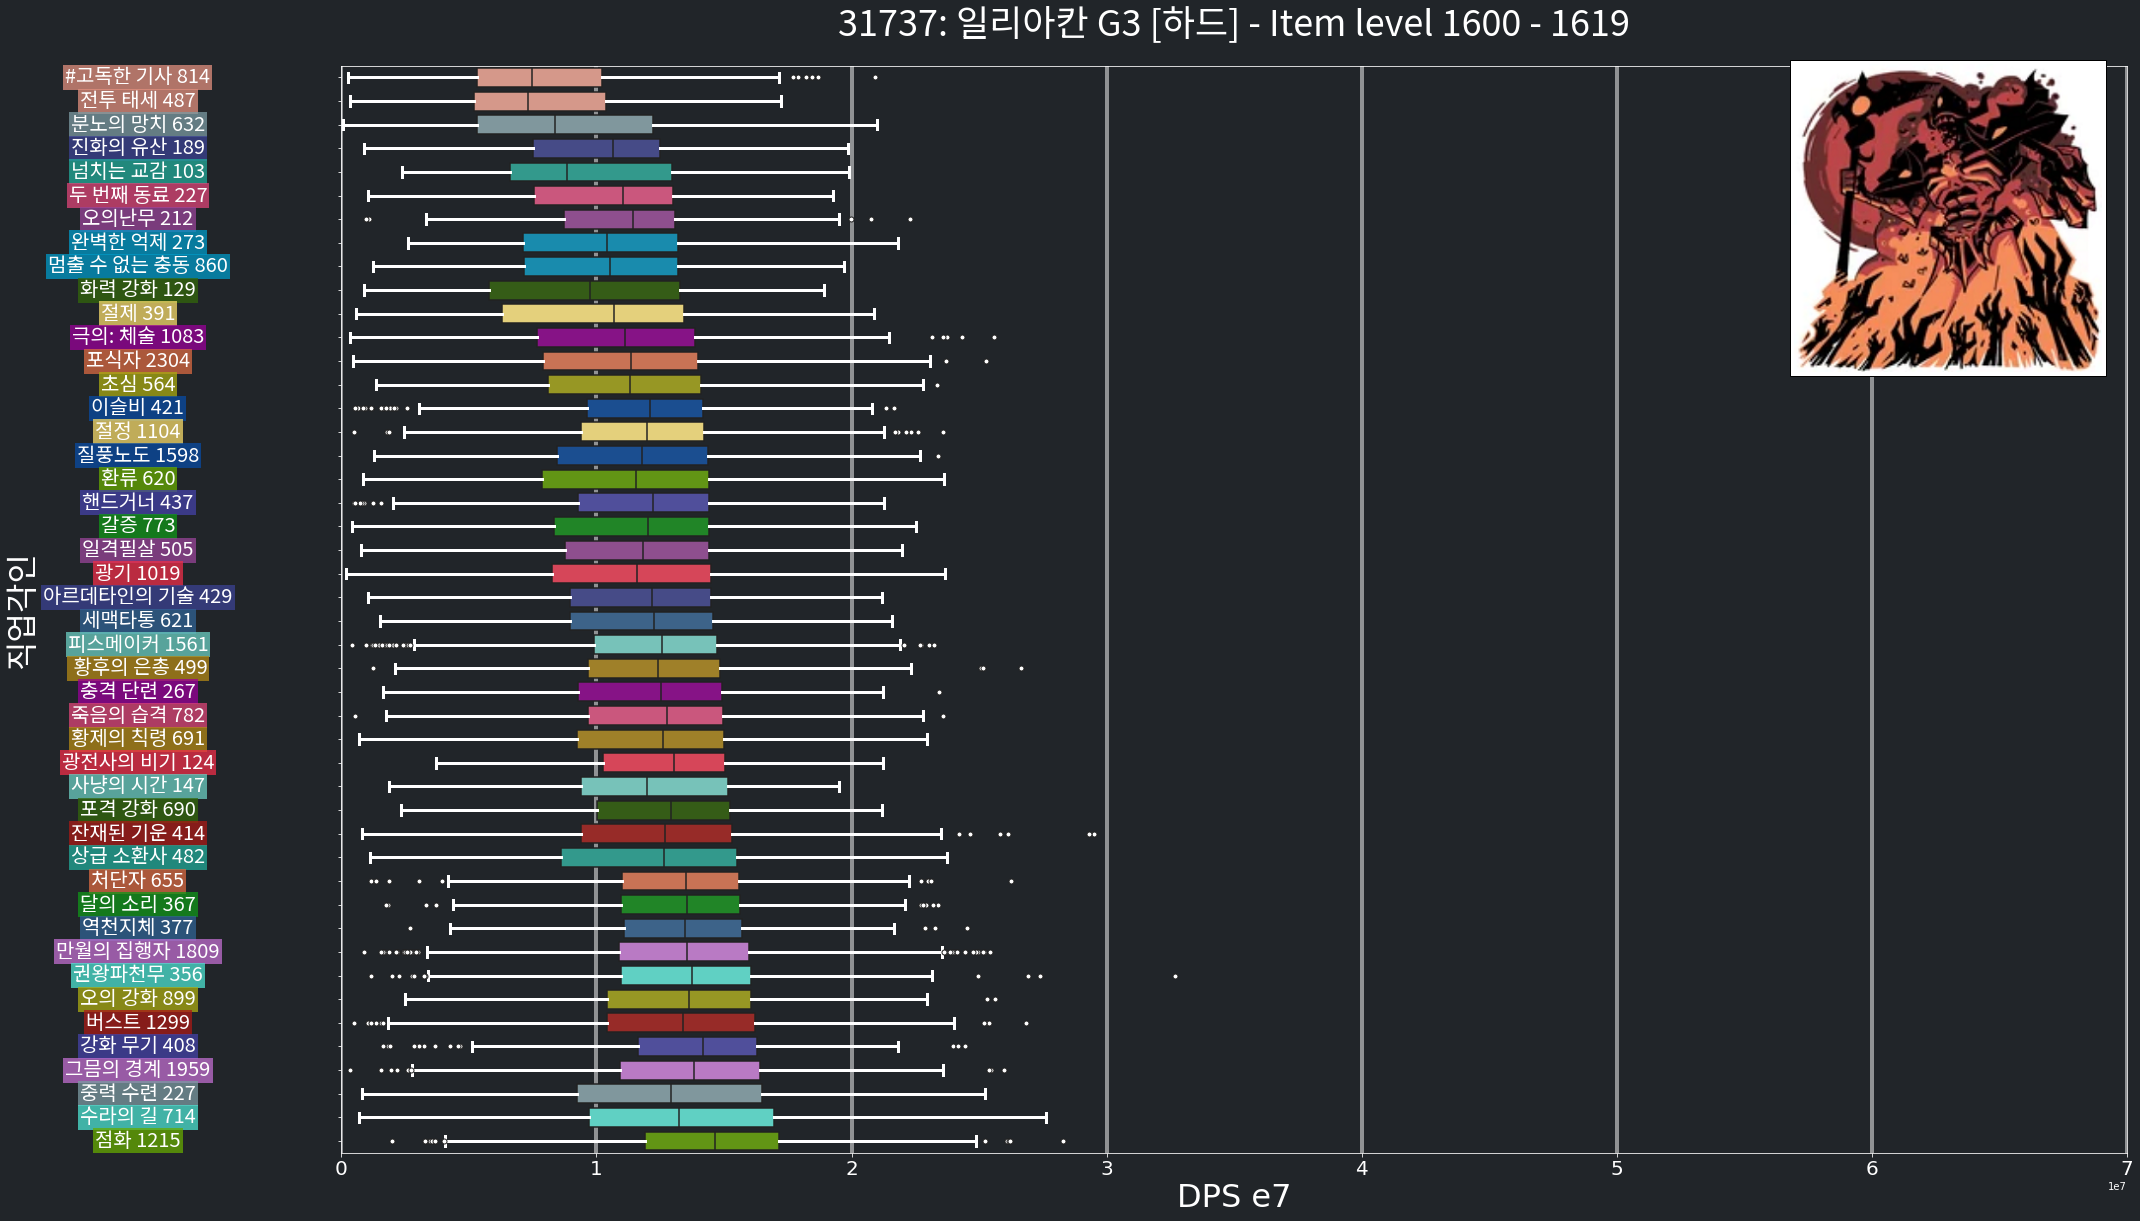 31737: 일리아칸 G3 [하드] - Item level 1600 - 1619
직업각인
#고독한 기사 814
전투 태세 487
분노의 망치 632
진화의 유산 189
넘치는 교감 103
두 번째 동료 227
오의난무 212
완벽한 억제 273
멈출 수 없는 충동 860
화력 강화 129
절제 391
극의: 체술 1083
포식자 2304
초심 564
이슬비 421
절정 1104
질풍노도 1598
환류 620
핸드거너 437
갈증 773
일격필살 505
광기 1019
아르데타인의 기술 429
세맥타통 621
피스메이커 1561
황후의 은총 499
충격 단련 267
죽음의 습격 782
황제의 칙령 691
광전사의 비기 124
사냥의 시간 147
포격 강화 690
잔재된 기운 414
상급 소환사 482
처단자 655
달의 소리 367
역천지체 377
만월의 집행자 1809
권왕파천무 356
오의 강화 899
버스트 1299
강화 무기 408
그믐의 경계 1959
중력 수련 227
수라의 길 714
점화 1215
0 1 2 3 4 5 6 7
1e7
DPS e7